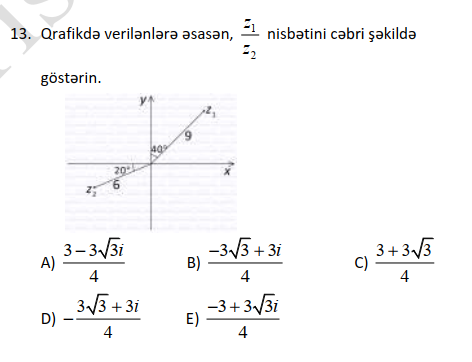 13. Qrafikdə verilənlərə əsasən, z₁/z₂ nisbətini cəbri şəkildə
göstərin.
y
z₁
9
40°
20°
x
z₂
6
A) (3 − 3√3i)/4
B) (−3√3 + 3i)/4
C) (3 + 3√3)/4
D) −(3√3 + 3i)/4
E) (−3 + 3√3i)/4